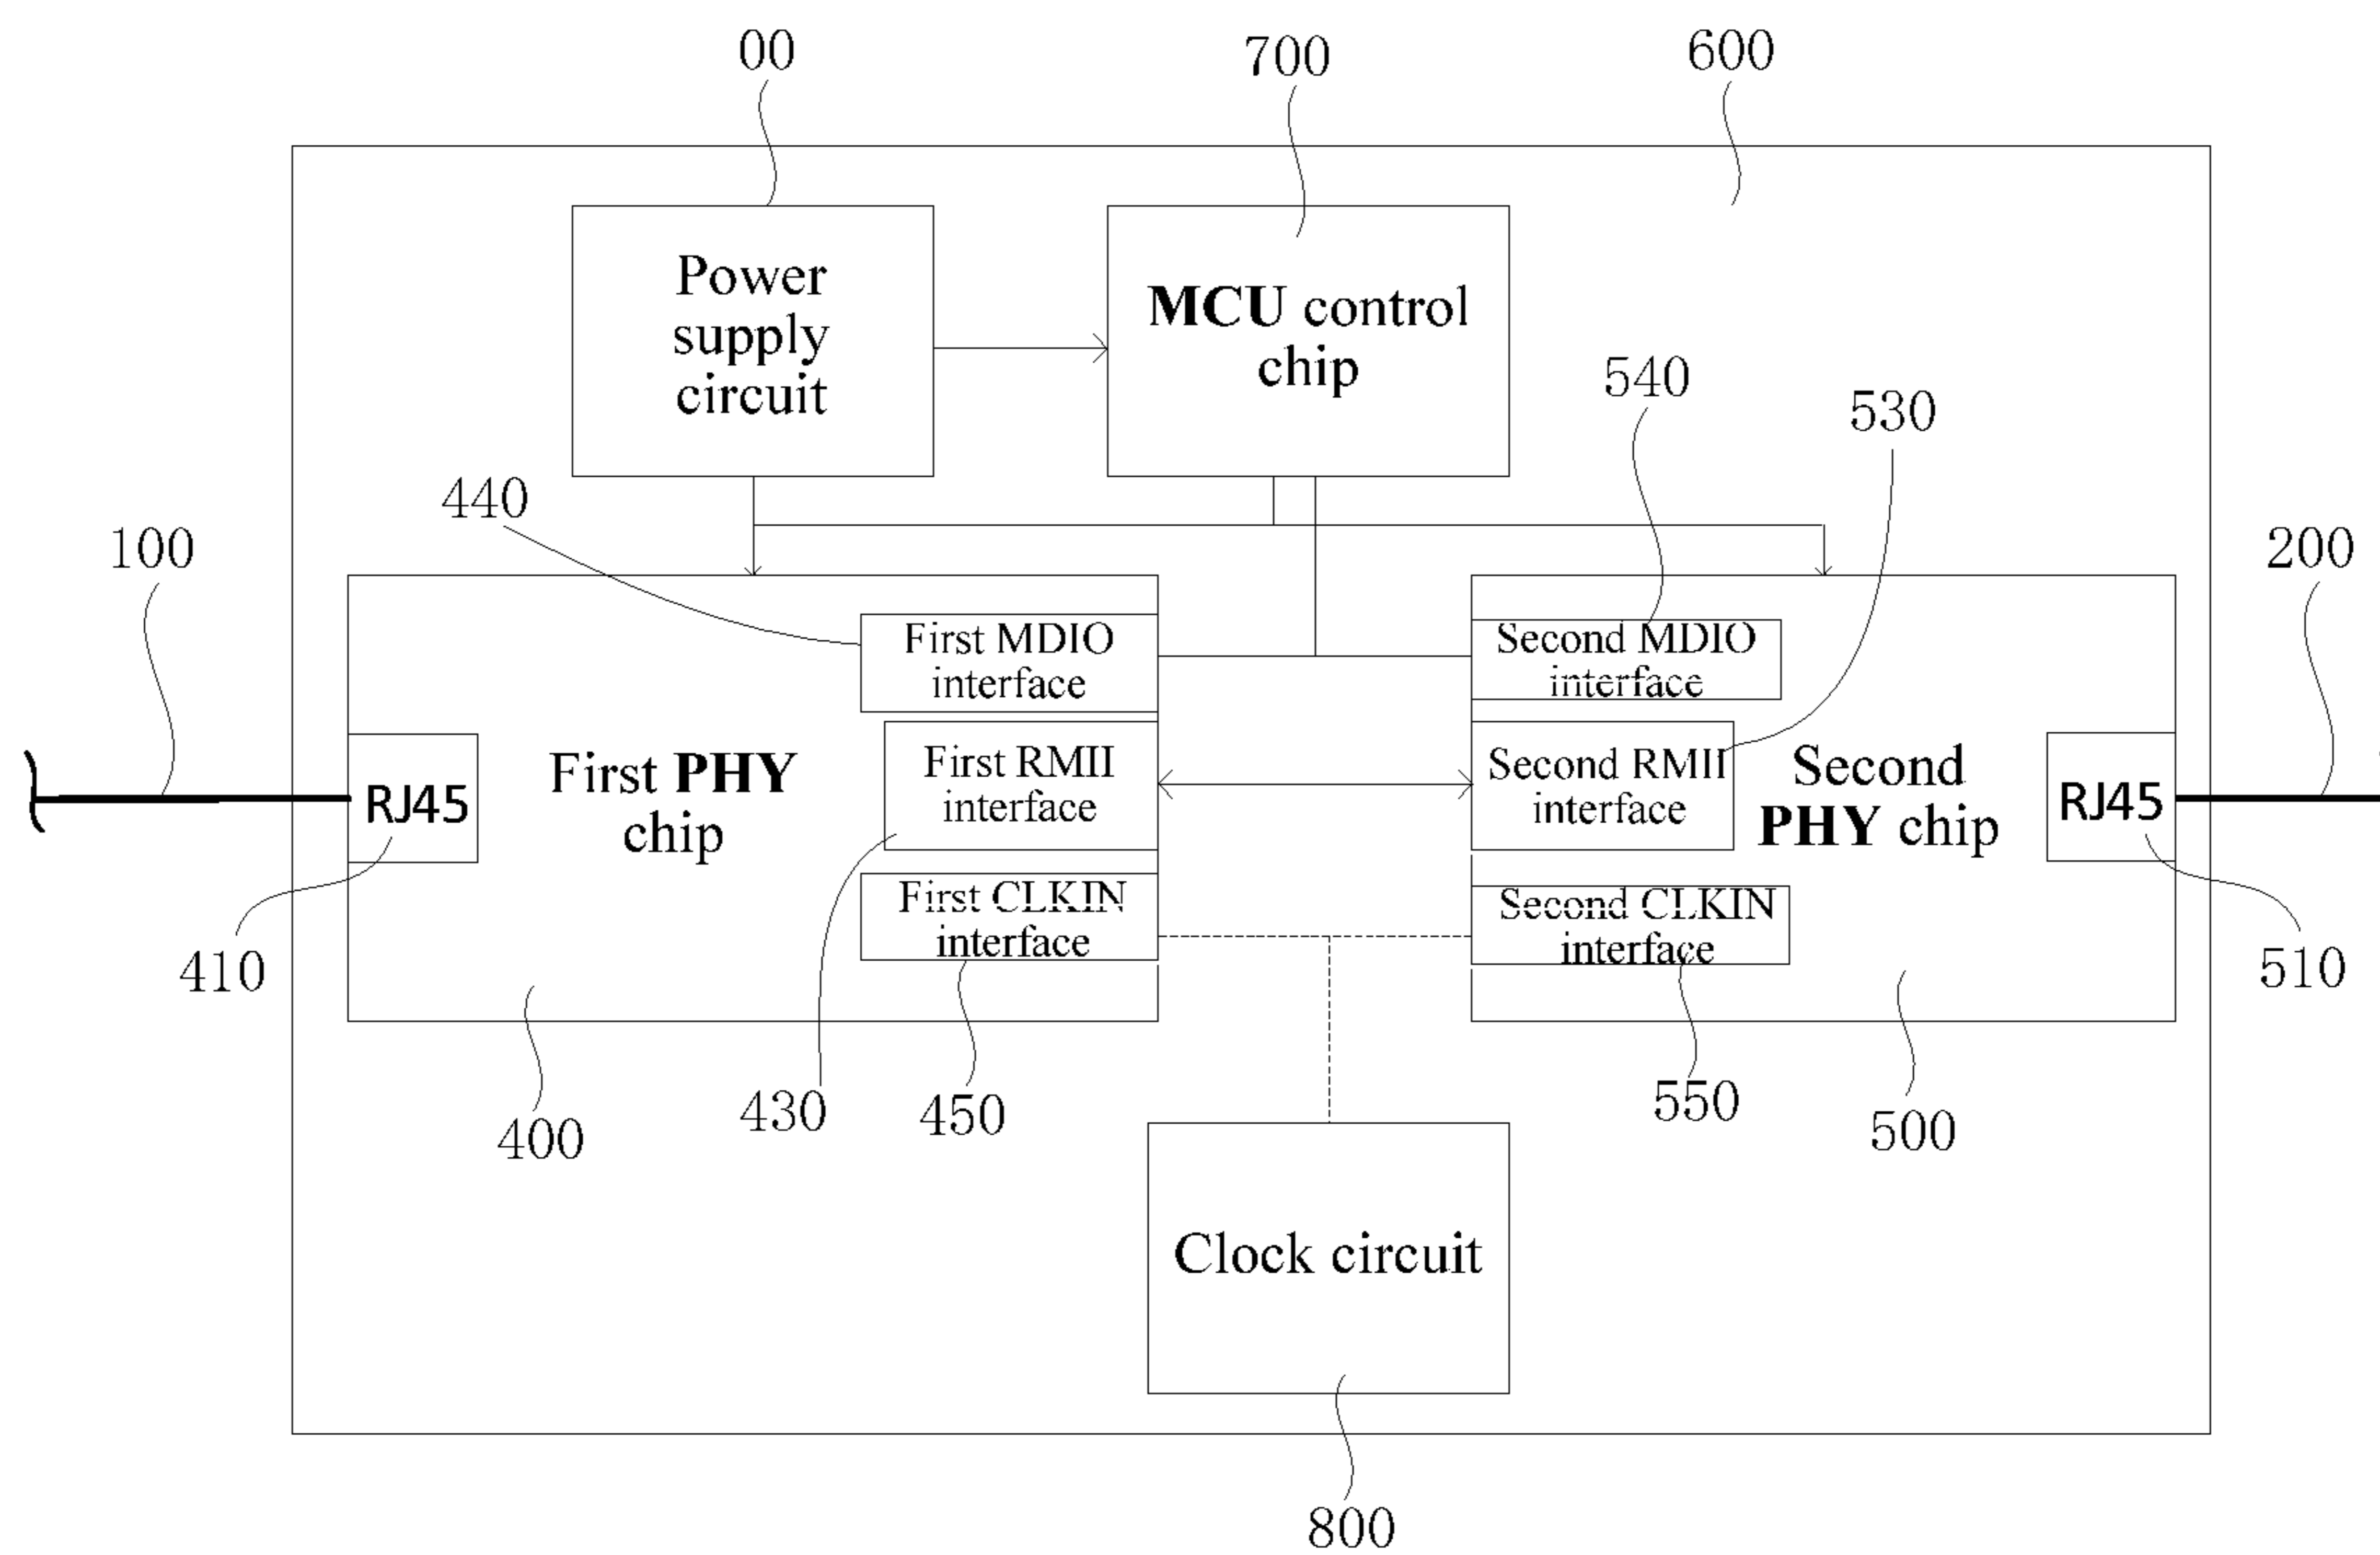 00
700
600
Power
supply
circuit
MCU control
chip
540
530
440
100
200
First MDIO
interface
Second MDIO
interface
First RMII
interface
Second RMII
interface
First PHY
chip
Second
PHY chip
RJ45
RJ45
First CLKIN
interface
Second CLKIN
interface
410
510
430
450
550
400
500
Clock circuit
800